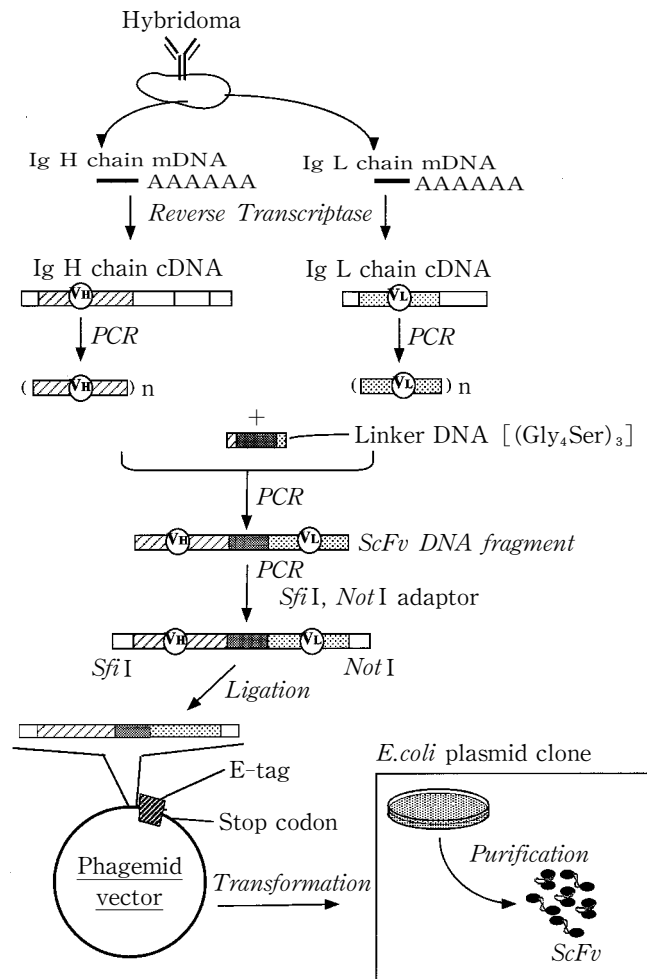 Hybridoma
Ig H chain mDNA
AAAAAA
Ig L chain mDNA
AAAAAA
Reverse Transcriptase
Ig H chain cDNA
Ig L chain cDNA
VH
VL
PCR
PCR
( VH ) n
( VL ) n
+
Linker DNA [(Gly4Ser)3]
PCR
VH
VL
ScFv DNA fragment
PCR
SfiⅠ, NotⅠ adaptor
VH
VL
SfiⅠ
NotⅠ
Ligation
E.coli plasmid clone
E-tag
Stop codon
Phagemid
vector
Transformation
Purification
ScFv